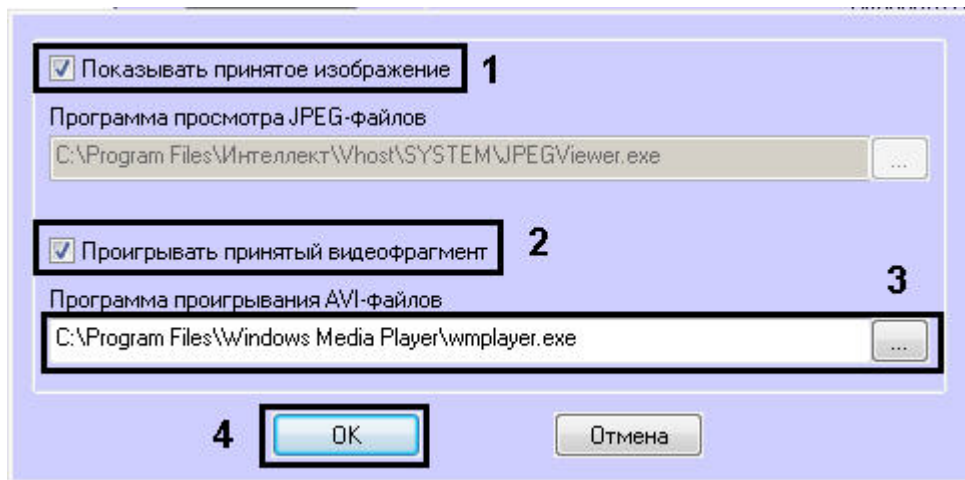 Показывать принятое изображение 1
Программа просмотра JPEG-файлов
C:\Program Files\Интеллект\Vhost\SYSTEM\JPEGViewer.exe ...
Проигрывать принятый видеофрагмент 2
Программа проигрывания AVI-файлов 3
C:\Program Files\Windows Media Player\wmplayer.exe ...
4 OK Отмена